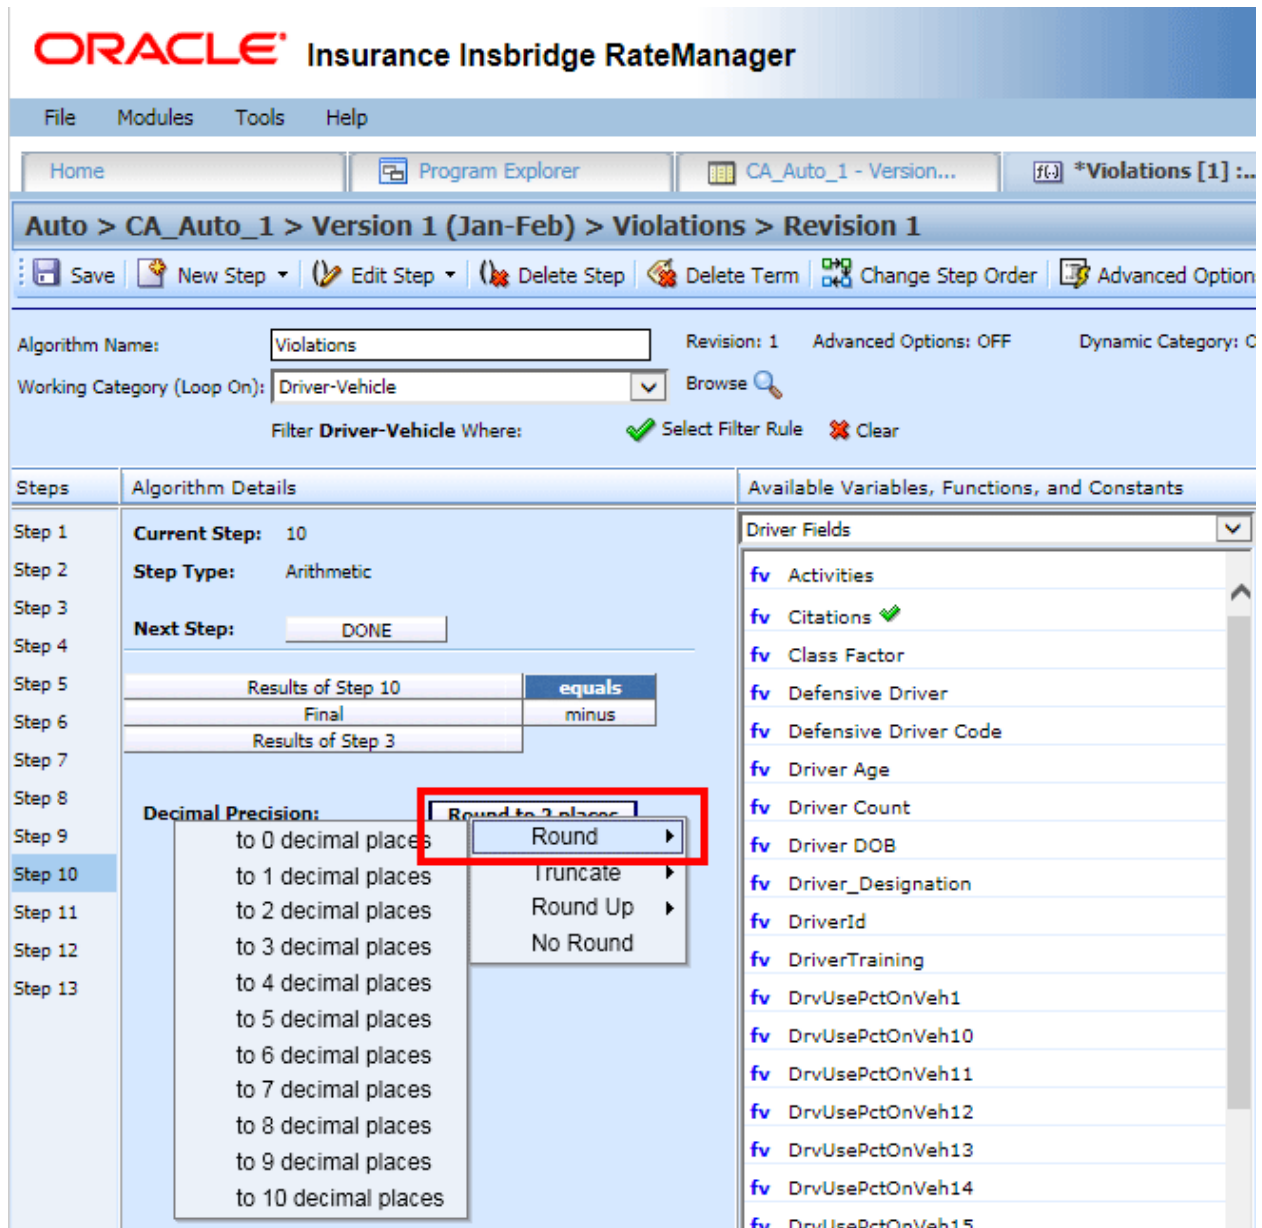 ORACLE Insurance Insbridge RateManager
File Modules Tools Help
Home Program Explorer CA_Auto_1 - Version... *Violations [1] :...
Auto > CA_Auto_1 > Version 1 (Jan-Feb) > Violations > Revision 1
Save New Step Edit Step Delete Step Delete Term Change Step Order Advanced Option
Algorithm Name: Violations Revision: 1 Advanced Options: OFF Dynamic Category:
Working Category (Loop On): Driver-Vehicle Browse
Filter Driver-Vehicle Where: Select Filter Rule Clear
Steps Algorithm Details Available Variables, Functions, and Constants
Step 1
Step 2
Step 3
Step 4
Step 5
Step 6
Step 7
Step 8
Step 9
Step 10
Step 11
Step 12
Step 13
Current Step: 10
Step Type: Arithmetic
Next Step: DONE
Results of Step 10 equals
Final minus
Results of Step 3
Decimal Precision: Round to 2 places
Round
Truncate
Round Up
No Round
to 0 decimal places
to 1 decimal places
to 2 decimal places
to 3 decimal places
to 4 decimal places
to 5 decimal places
to 6 decimal places
to 7 decimal places
to 8 decimal places
to 9 decimal places
to 10 decimal places
Driver Fields
fv Activities
fv Citations
fv Class Factor
fv Defensive Driver
fv Defensive Driver Code
fv Driver Age
fv Driver Count
fv Driver DOB
fv Driver_Designation
fv DriverId
fv DriverTraining
fv DrvUsePctOnVeh1
fv DrvUsePctOnVeh10
fv DrvUsePctOnVeh11
fv DrvUsePctOnVeh12
fv DrvUsePctOnVeh13
fv DrvUsePctOnVeh14
fv DrvUsePctOnVeh15